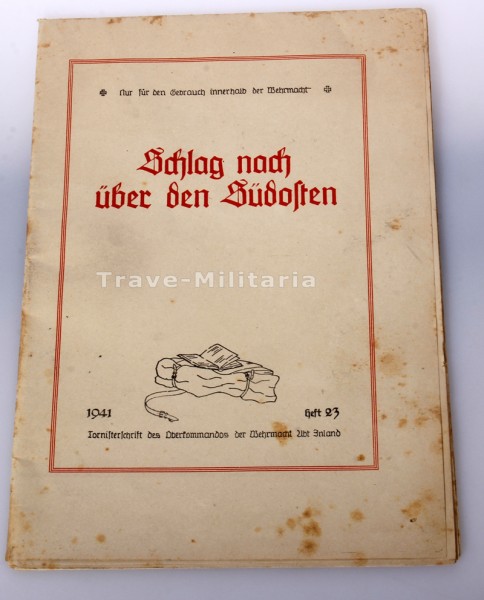 Nur für den Gebrauch innerhalb der Wehrmacht
Schlag nach
über den Südosten
Trave-Militaria
1941 Heft 23
Tornisterschrift des Oberkommandos der Wehrmacht Abt Inland